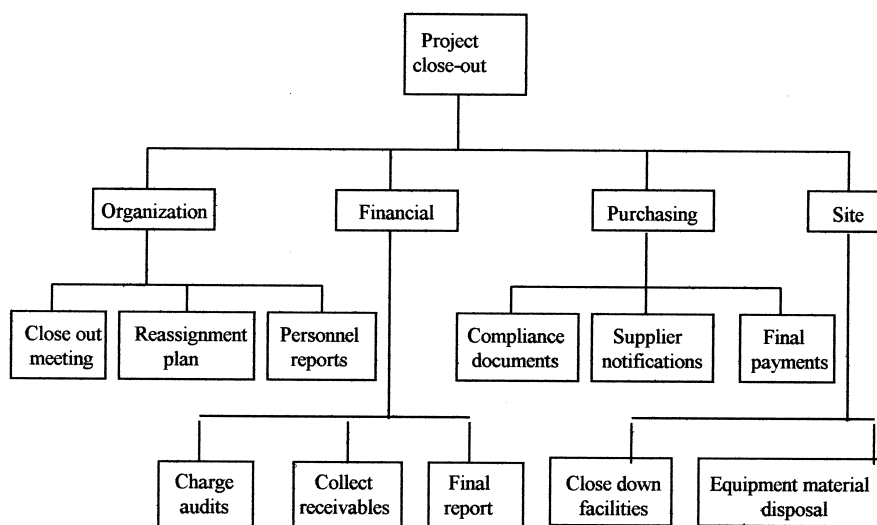 Project
close-out
Organization
Financial
Purchasing
Site
Close out
meeting
Reassignment
plan
Personnel
reports
Compliance
documents
Supplier
notifications
Final
payments
Charge
audits
Collect
receivables
Final
report
Close down
facilities
Equipment material
disposal